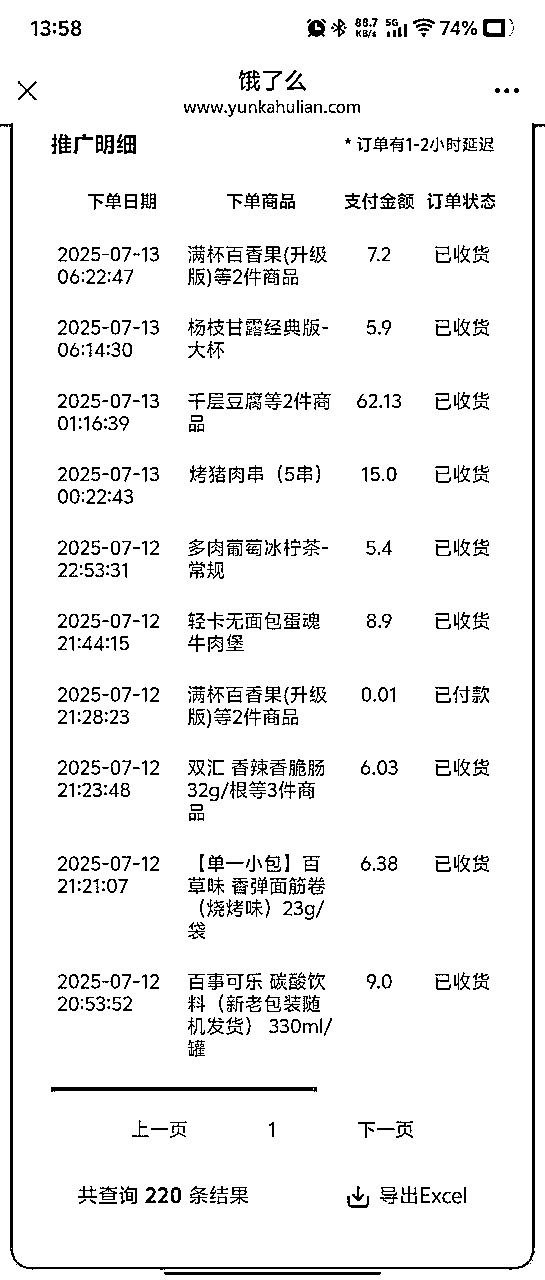 13:58
88.7 KB/s 5G 74%
饿了么
www.yunkahulian.com
推广明细 * 订单有1-2小时延迟
下单日期 下单商品 支付金额 订单状态
2025-07-13 满杯百香果(升级 7.2 已收货
06:22:47 版)等2件商品
2025-07-13 杨枝甘露经典版- 5.9 已收货
06:14:30 大杯
2025-07-13 千层豆腐等2件商 62.13 已收货
01:16:39 品
2025-07-13 烤猪肉串（5串） 15.0 已收货
00:22:43
2025-07-12 多肉葡萄冰柠茶- 5.4 已收货
22:53:31 常规
2025-07-12 轻卡无面包蛋魂 8.9 已收货
21:44:15 牛肉堡
2025-07-12 满杯百香果(升级 0.01 已付款
21:28:23 版)等2件商品
2025-07-12 双汇 香辣香脆肠 6.03 已收货
21:23:48 32g/根等3件商
品
2025-07-12 【单一小包】百 6.38 已收货
21:21:07 草味 香弹面筋卷
（烧烤味）23g/
袋
2025-07-12 百事可乐 碳酸饮 9.0 已收货
20:53:52 料（新老包装随
机发货） 330ml/
罐
上一页 1 下一页
共查询 220 条结果 导出Excel